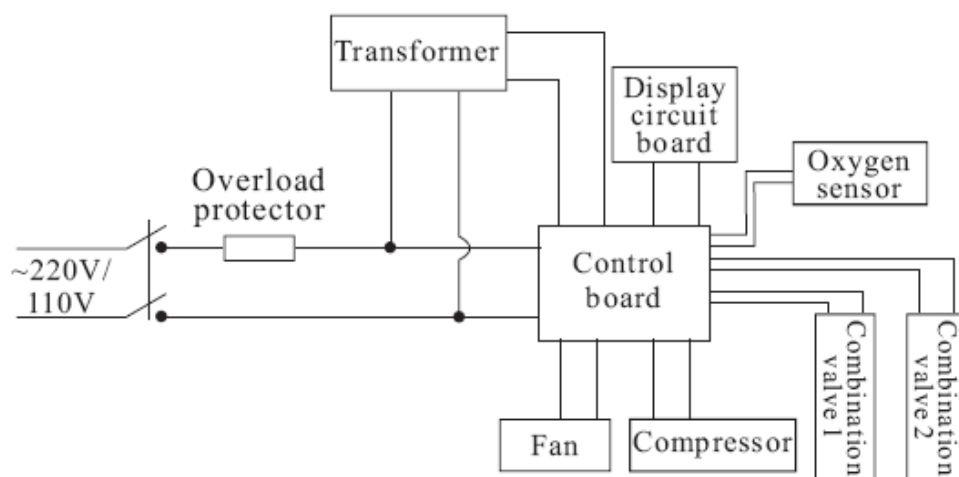 Transformer
Display
circuit
board
Oxygen
sensor
Overload
protector
~220V/
110V
Control
board
Combination
valve 1
Combination
valve 2
Fan
Compressor